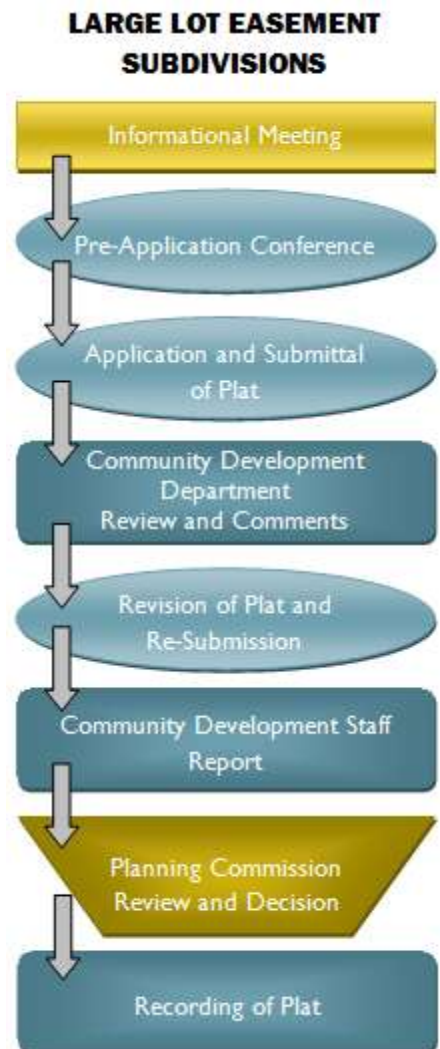 LARGE LOT EASEMENT
SUBDIVISIONS
Informational Meeting
Pre-Application Conference
Application and Submittal
of Plat
Community Development
Department
Review and Comments
Revision of Plat and
Re-Submission
Community Development Staff
Report
Planning Commission
Review and Decision
Recording of Plat